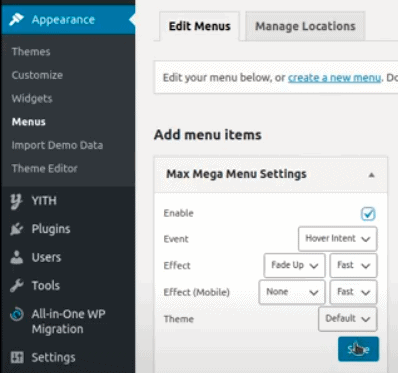 Appearance
Themes
Customize
Widgets
Menus
Import Demo Data
Theme Editor
YITH
Plugins
Users
Tools
All-in-One WP
Migration
Settings
Edit Menus
Manage Locations
Edit your menu below, or create a new menu. Do
Add menu items
Max Mega Menu Settings
Enable
Event Hover Intent
Effect Fade Up Fast
Effect (Mobile) None Fast
Theme Default